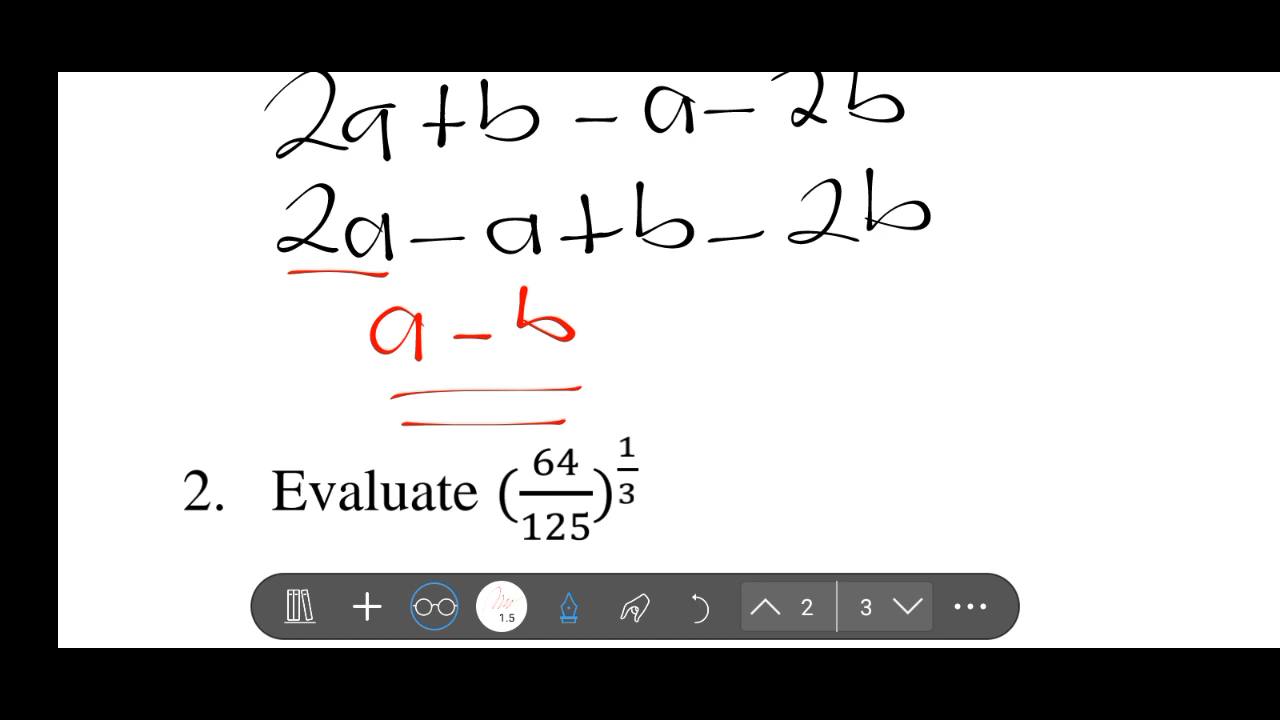 2a + b - a - 2b
2a - a + b - 2b
a - b
2. Evaluate (64/125)^(1/3)
1.5 2 3